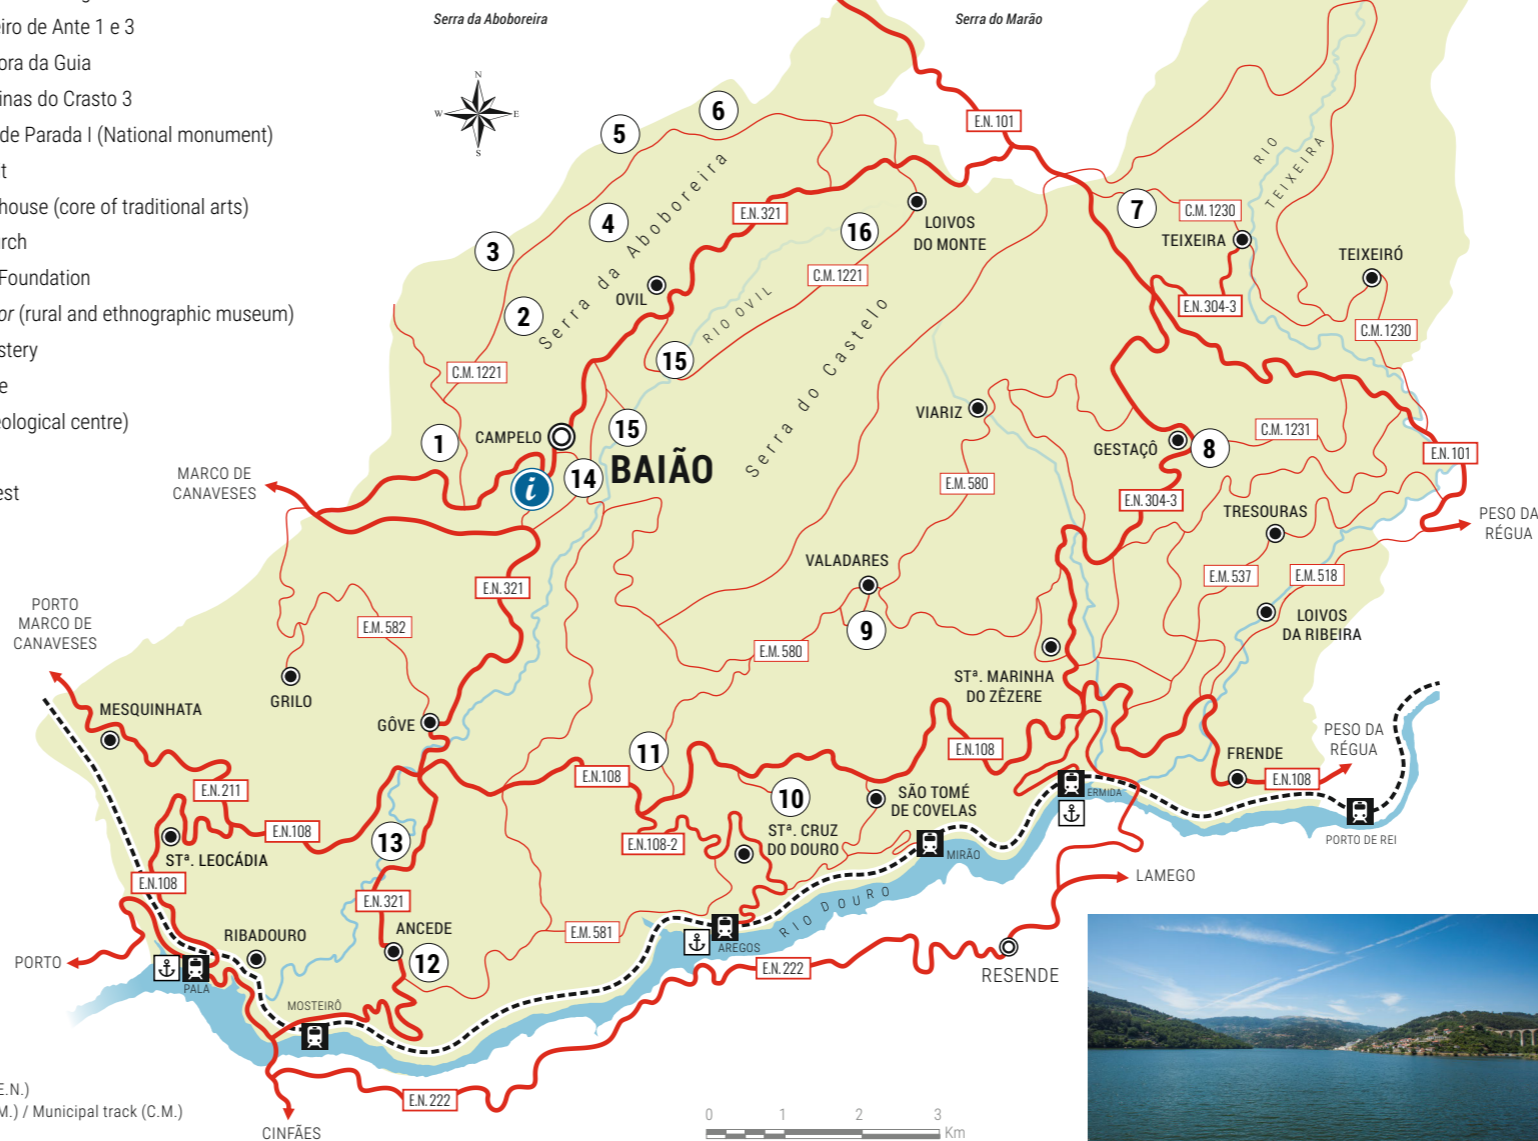 eiro de Ante 1 e 3
ora da Guia
inas do Crasto 3
de Parada I (National monument)
t
house (core of traditional arts)
rch
Foundation
or (rural and ethnographic museum)
stery
e
eological centre)
est
E.N.)
M.) / Municipal track (C.M.)
Serra da Aboboreira
Serra do Marão
N
W
E
S
E.N. 101
6
5
4
3
2
1
Serra da Aboboreira
E.N. 321
16
LOIVOS
DO MONTE
C.M. 1221
OVIL
RIO OVIL
15
Serra do Castelo
RIO
TEIXEIRA
7
C.M. 1230
TEIXEIRA
TEIXEIRÓ
E.N. 304-3
C.M. 1230
C.M. 1221
CAMPELO
15
i
14
BAIÃO
VIARIZ
GESTAÇÔ
8
C.M. 1231
E.N. 101
MARCO DE
CANAVESES
E.M. 580
E.N. 304-3
TRESOURAS
PESO DA
RÉGUA
VALADARES
E.N. 321
E.M. 537
E.M. 518
LOIVOS
DA RIBEIRA
PORTO
MARCO DE
CANAVESES
E.M. 582
9
E.M. 580
STª. MARINHA
DO ZÊZERE
GRILO
MESQUINHATA
GÔVE
11
E.N. 108
E.N. 108
PESO DA
RÉGUA
FRENDE
E.N. 108
E.N. 211
10
SÃO TOMÉ
DE COVELAS
ERMIDA
E.N. 108
13
E.N. 108-2
STª. CRUZ
DO DOURO
PORTO DE REI
STª. LEOCÁDIA
MIRÃO
E.N. 108
LAMEGO
E.N. 321
RIO DOURO
RIBADOURO
ANCEDE
E.M. 581
AREGOS
PORTO
12
E.N. 222
RESENDE
PALA
MOSTEIRÔ
E.N. 222
CINFÃES
0 1 2 3
Km